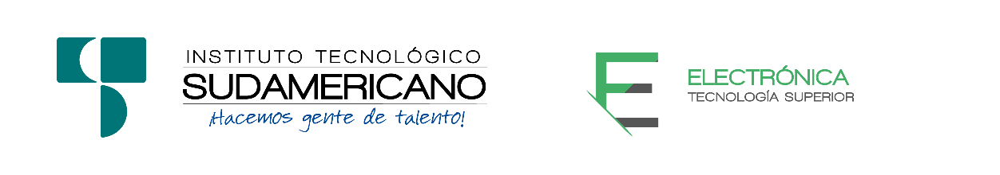 INSTITUTO TECNOLÓGICO
SUDAMERICANO
¡Hacemos gente de talento!
ELECTRÓNICA
TECNOLOGÍA SUPERIOR